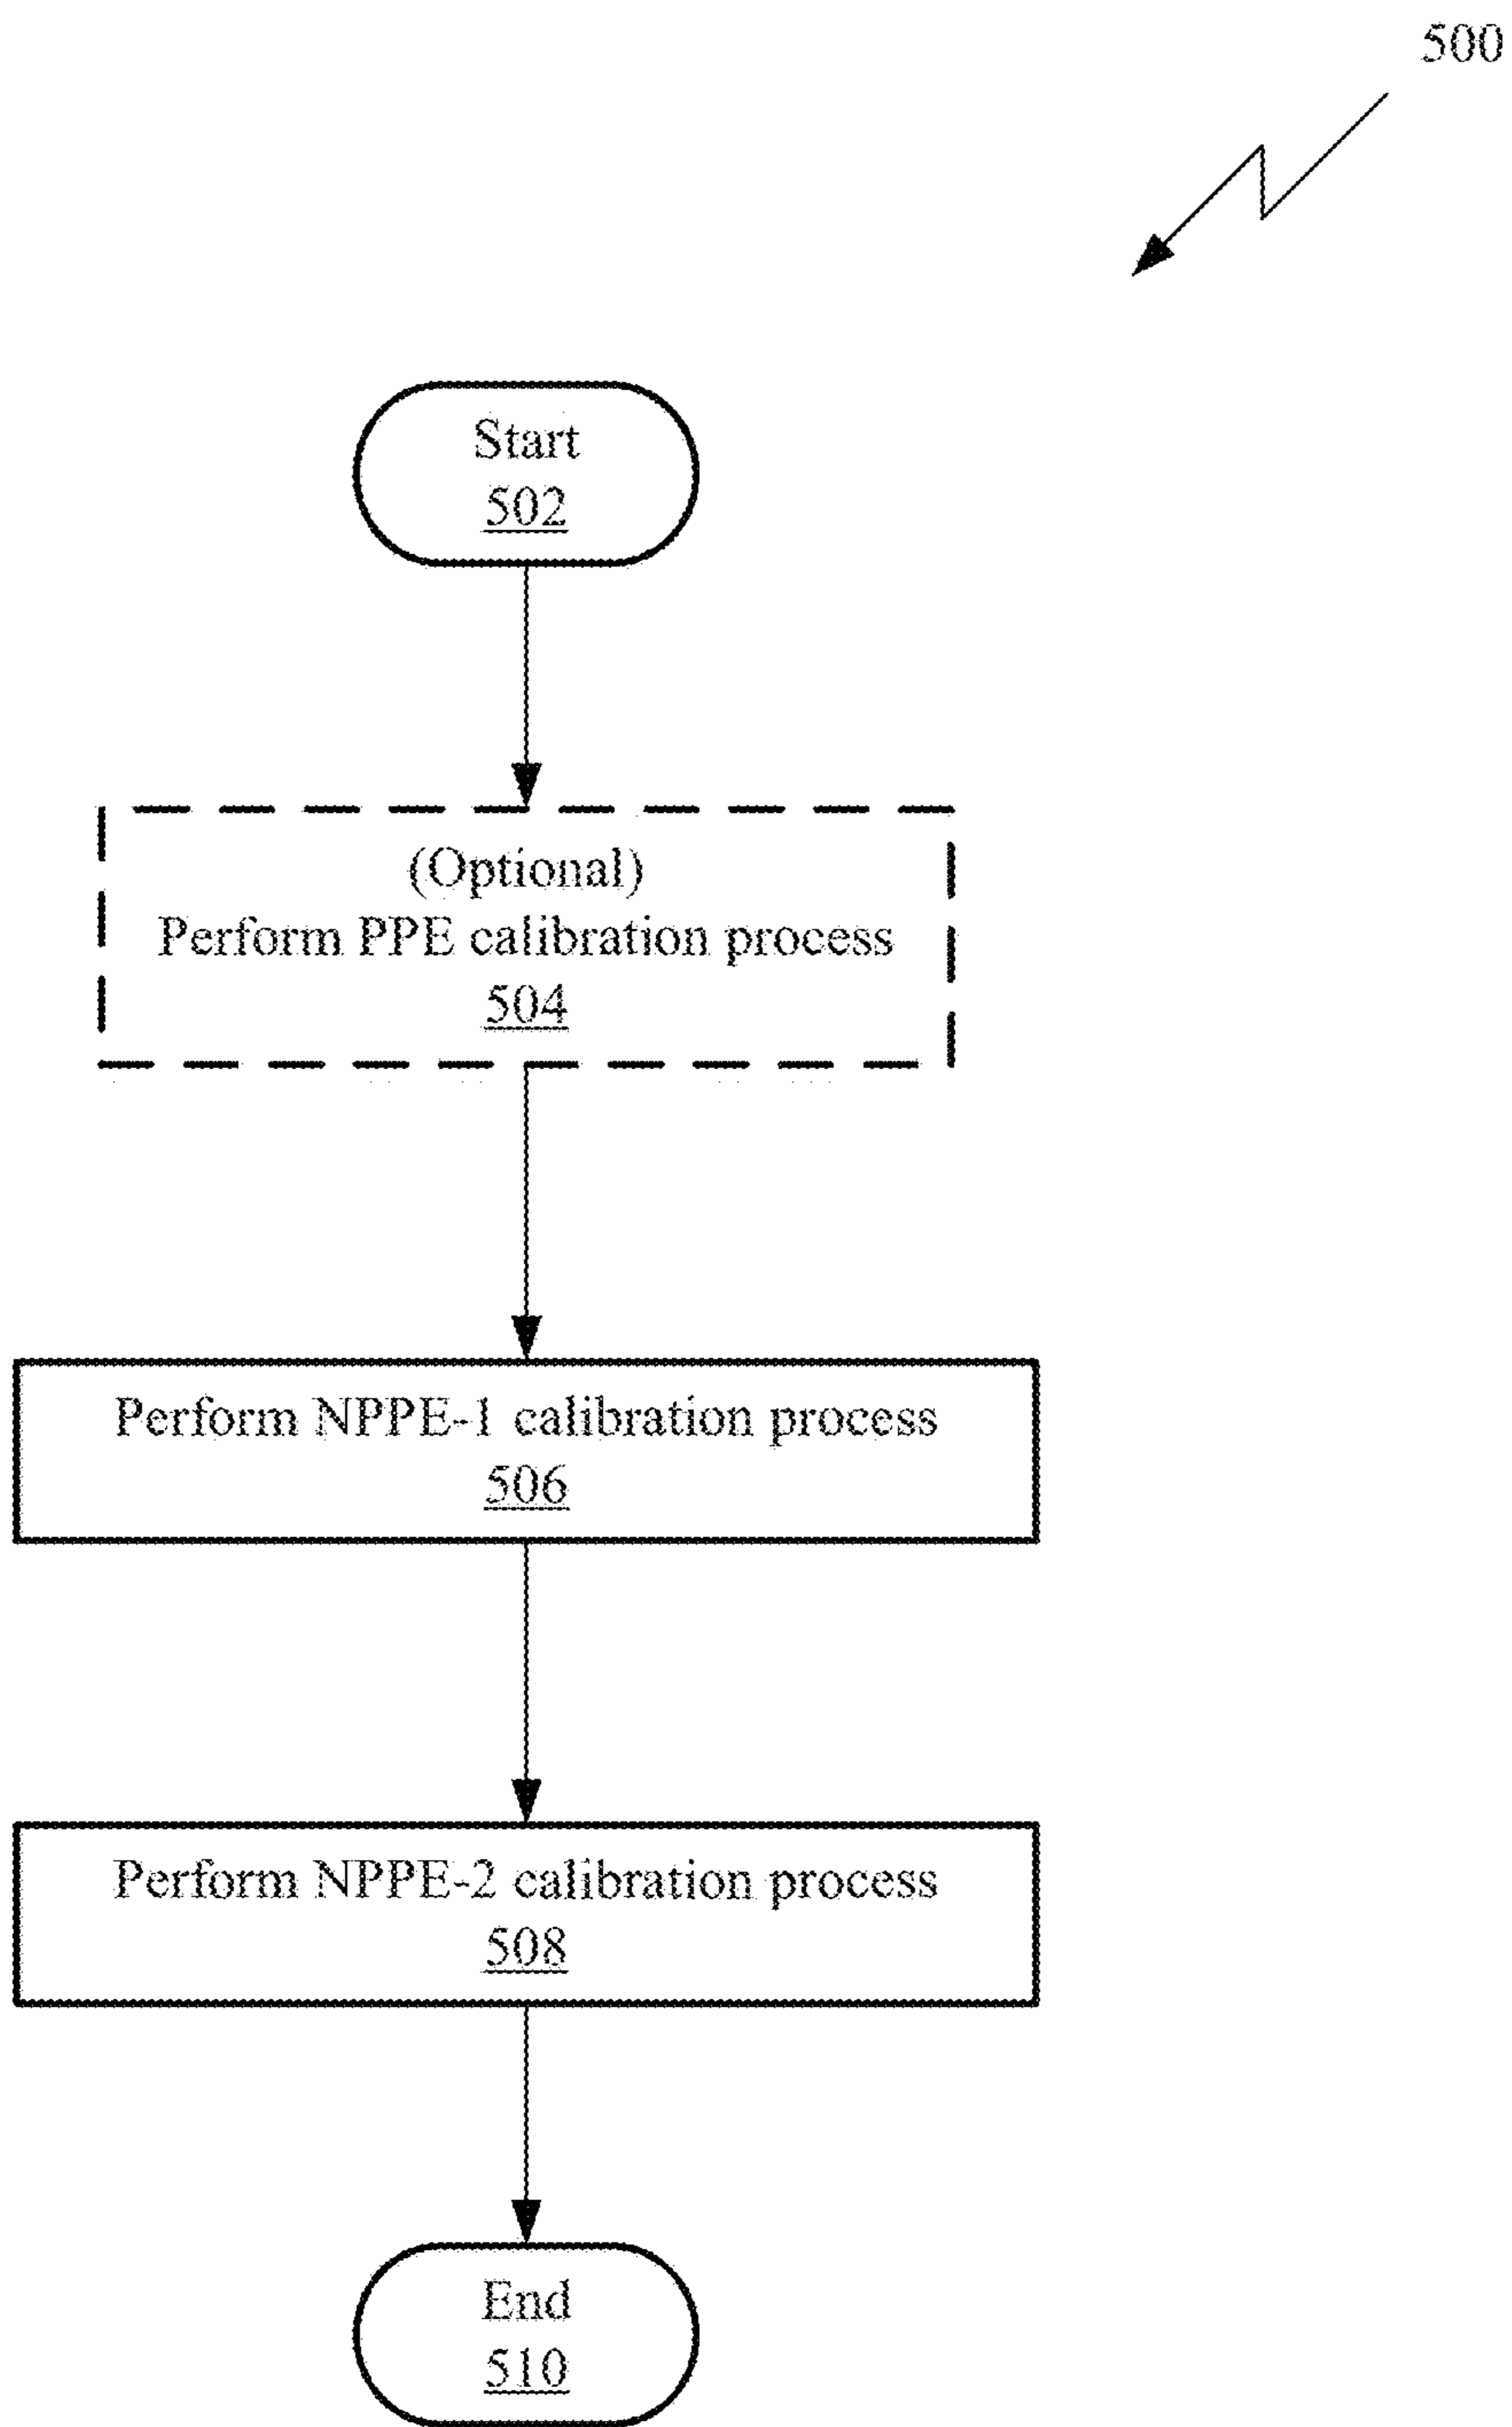 500
Start
502
(Optional)
Perform PPE calibration process
504
Perform NPPE-1 calibration process
506
Perform NPPE-2 calibration process
508
End
510